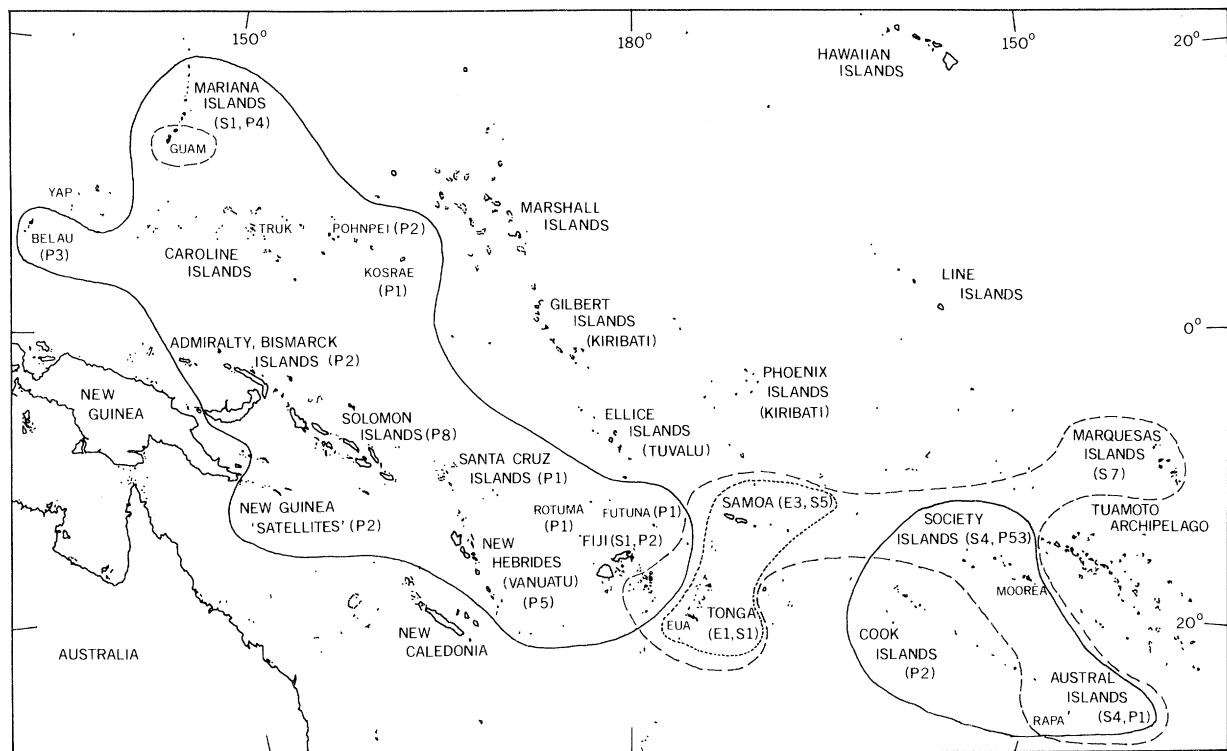 150°
180°
150°
20°
HAWAIIAN
ISLANDS
MARIANA
ISLANDS
(S1, P4)
GUAM
YAP
BELAU
(P3)
TRUK
POHNPEI (P2)
CAROLINE
ISLANDS
KOSRAE
(P1)
MARSHALL
ISLANDS
LINE
ISLANDS
GILBERT
ISLANDS
(KIRIBATI)
0°
ADMIRALTY, BISMARCK
ISLANDS (P2)
PHOENIX
ISLANDS
(KIRIBATI)
NEW
GUINEA
SOLOMON
ISLANDS (P8)
ELLICE
ISLANDS
(TUVALU)
MARQUESAS
ISLANDS
(S7)
SANTA CRUZ
ISLANDS (P1)
NEW GUINEA
'SATELLITES' (P2)
ROTUMA
(P1)
FUTUNA (P1)
SAMOA (E3, S5)
SOCIETY
ISLANDS (S4, P53)
TUAMOTO
ARCHIPELAGO
FIJI (S1, P2)
NEW
HEBRIDES
(VANUATU)
(P5)
MOOREA
EUA
TONGA
(E1, S1)
20°
COOK
ISLANDS
(P2)
AUSTRALIA
NEW
CALEDONIA
AUSTRAL
ISLANDS
(S4, P1)
RAPA